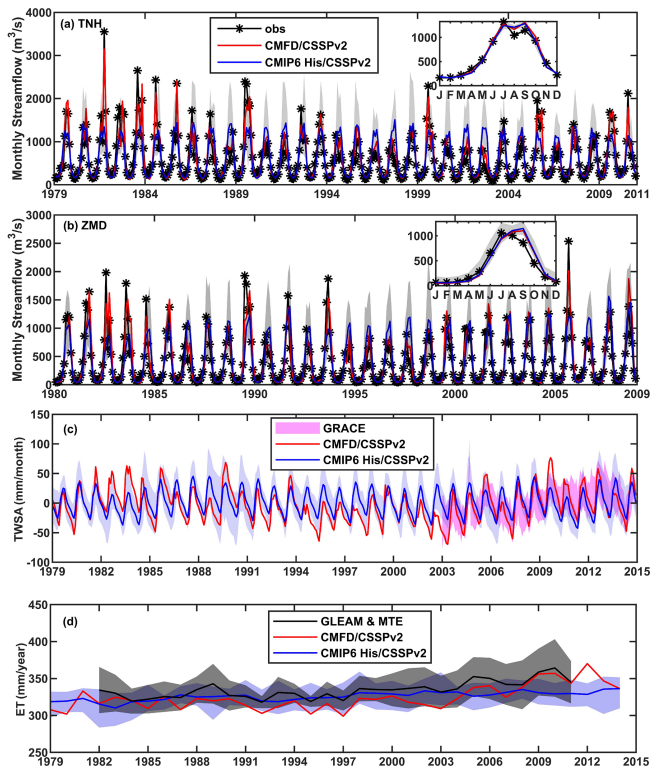 (a) TNH
obs
CMFD/CSSPv2
CMIP6 His/CSSPv2
Monthly Streamflow (m³/s)
4000
3500
3000
2500
2000
1500
1000
500
0
1979 1984 1989 1994 1999 2004 2009 2011
1000
500
0
J F M A M J J A S O N D
(b) ZMD
Monthly Streamflow (m³/s)
3000
2500
2000
1500
1000
500
0
1980 1985 1990 1995 2000 2005 2009
1000
500
0
J F M A M J J A S O N D
(c)
GRACE
CMFD/CSSPv2
CMIP6 His/CSSPv2
TWSA (mm/month)
150
100
50
0
-50
-100
1979 1982 1985 1988 1991 1994 1997 2000 2003 2006 2009 2012 2015
(d)
GLEAM & MTE
CMFD/CSSPv2
CMIP6 His/CSSPv2
ET (mm/year)
450
400
350
300
250
1979 1982 1985 1988 1991 1994 1997 2000 2003 2006 2009 2012 2015